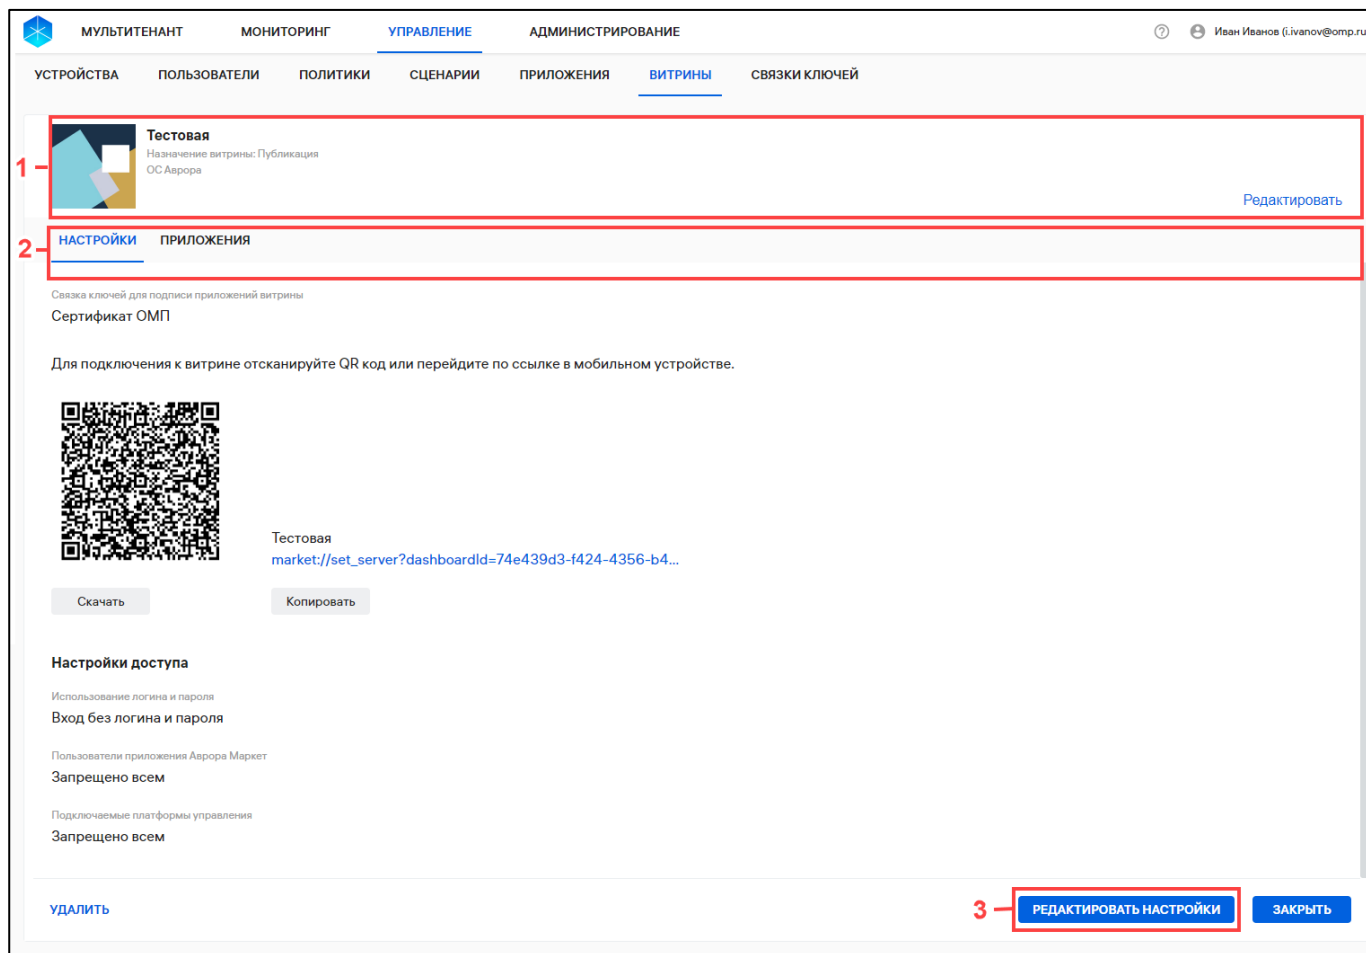 МУЛЬТИТЕНАНТ МОНИТОРИНГ УПРАВЛЕНИЕ АДМИНИСТРИРОВАНИЕ ? Иван Иванов (i.ivanov@omp.ru
УСТРОЙСТВА ПОЛЬЗОВАТЕЛИ ПОЛИТИКИ СЦЕНАРИИ ПРИЛОЖЕНИЯ ВИТРИНЫ СВЯЗКИ КЛЮЧЕЙ
Тестовая
Назначение витрины: Публикация
1
ОС Аврора
Редактировать
2 НАСТРОЙКИ ПРИЛОЖЕНИЯ
Связка ключей для подписи приложений витрины
Сертификат ОМП
Для подключения к витрине отсканируйте QR код или перейдите по ссылке в мобильном устройстве.
Тестовая
market://set_server?dashboardId=74e439d3-f424-4356-b4...
Скачать Копировать
Настройки доступа
Использование логина и пароля
Вход без логина и пароля
Пользователи приложения Аврора Маркет
Запрещено всем
Подключаемые платформы управления
Запрещено всем
УДАЛИТЬ 3 РЕДАКТИРОВАТЬ НАСТРОЙКИ ЗАКРЫТЬ